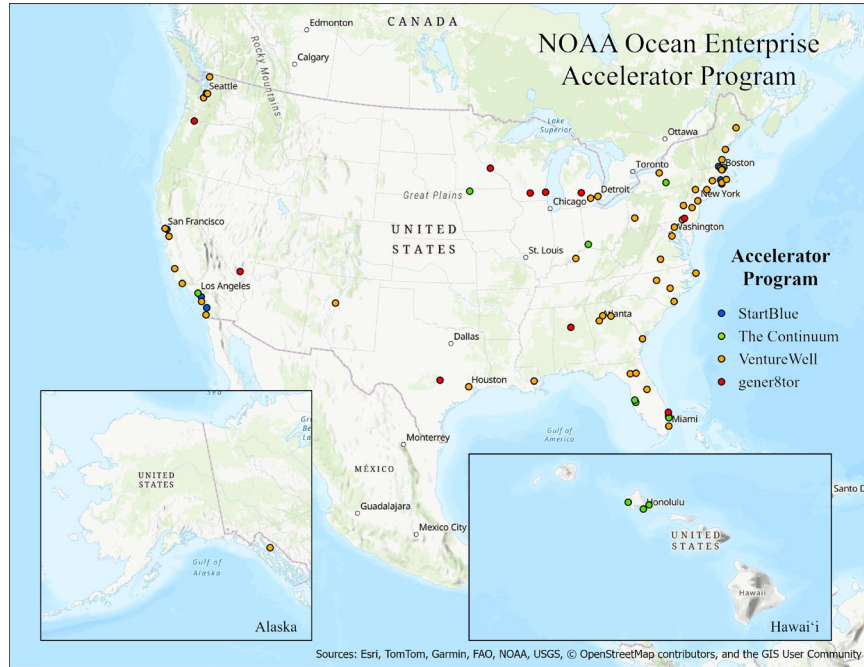 NOAA Ocean Enterprise
Accelerator Program
Edmonton
CANADA
Calgary
Rocky Mountains
Seattle
Lake
Superior
Ottawa
Toronto
Boston
Great Plains
Detroit
Chicago
New York
San Francisco
UNITED
STATES
St. Louis
Washington
Los Angeles
Atlanta
Dallas
Houston
Miami
Gulf of
America
Monterrey
MÉXICO
Guadalajara
Mexico City
Accelerator
Program
StartBlue
The Continuum
VentureWell
gener8tor
UNITED
STATES
Gulf of
Alaska
Alaska
Honolulu
UNITED
STATES
Hawaii
Hawaiʻi
Santo D
Sources: Esri, TomTom, Garmin, FAO, NOAA, USGS, © OpenStreetMap contributors, and the GIS User Community